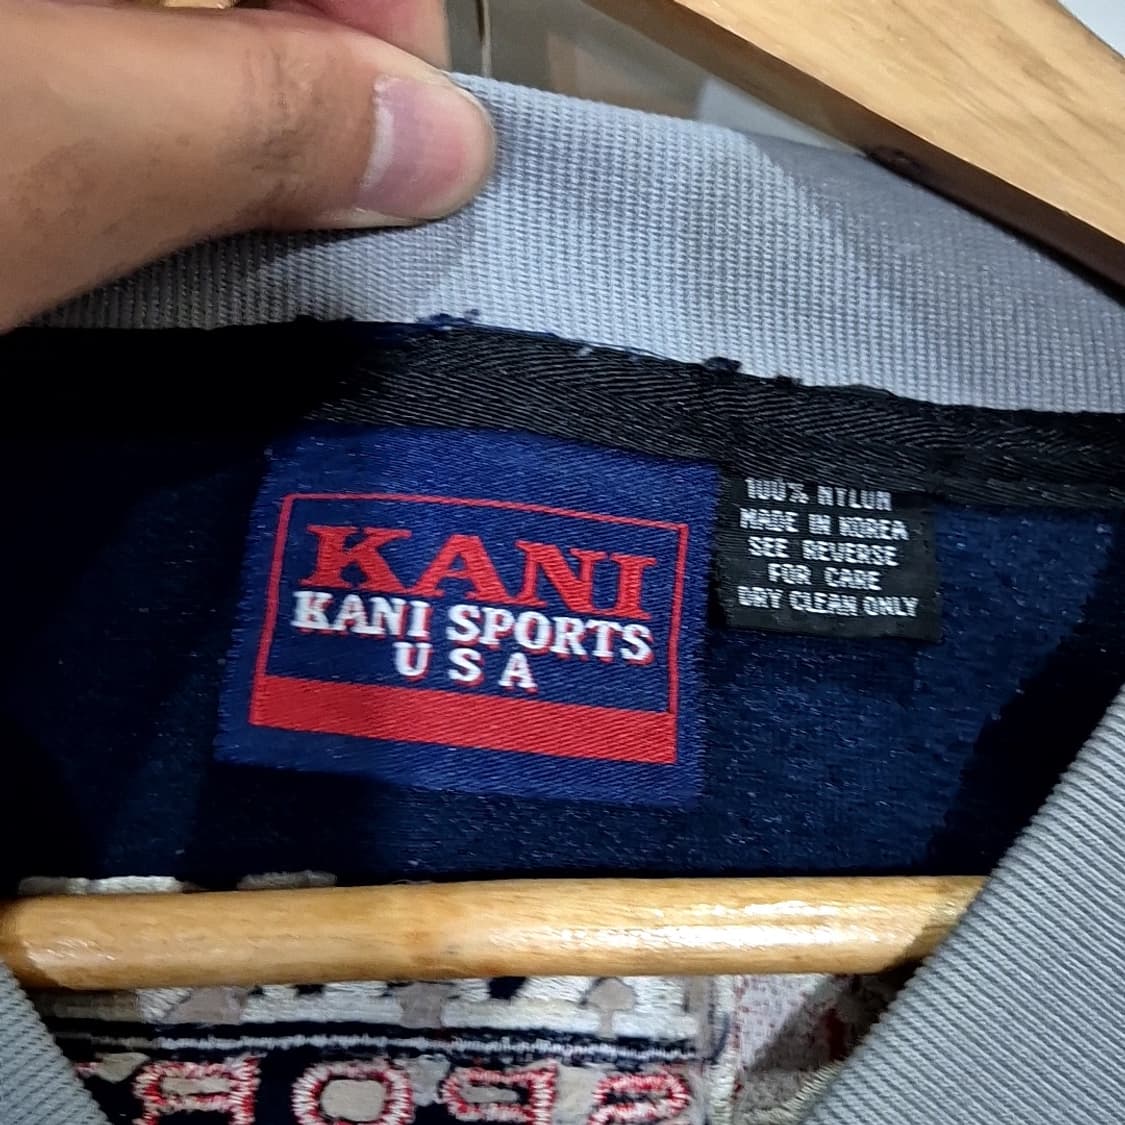 KANI
KANI SPORTS
USA
100% NYLON
MADE IN KOREA
SEE REVERSE
FOR CARE
DRY CLEAN ONLY